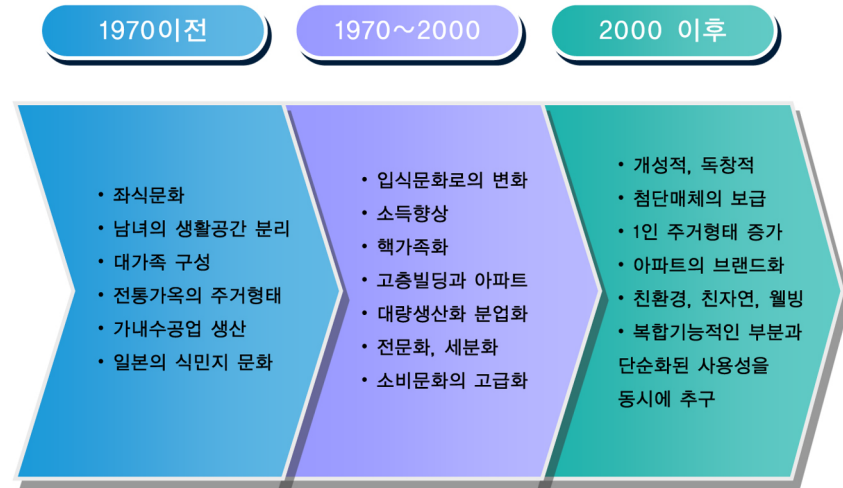 1970이전
1970~2000
2000 이후
• 좌식문화
• 남녀의 생활공간 분리
• 대가족 구성
• 전통가옥의 주거형태
• 가내수공업 생산
• 일본의 식민지 문화
• 입식문화로의 변화
• 소득향상
• 핵가족화
• 고층빌딩과 아파트
• 대량생산화 분업화
• 전문화, 세분화
• 소비문화의 고급화
• 개성적, 독창적
• 첨단매체의 보급
• 1인 주거형태 증가
• 아파트의 브랜드화
• 친환경, 친자연, 웰빙
• 복합기능적인 부분과
단순화된 사용성을
동시에 추구